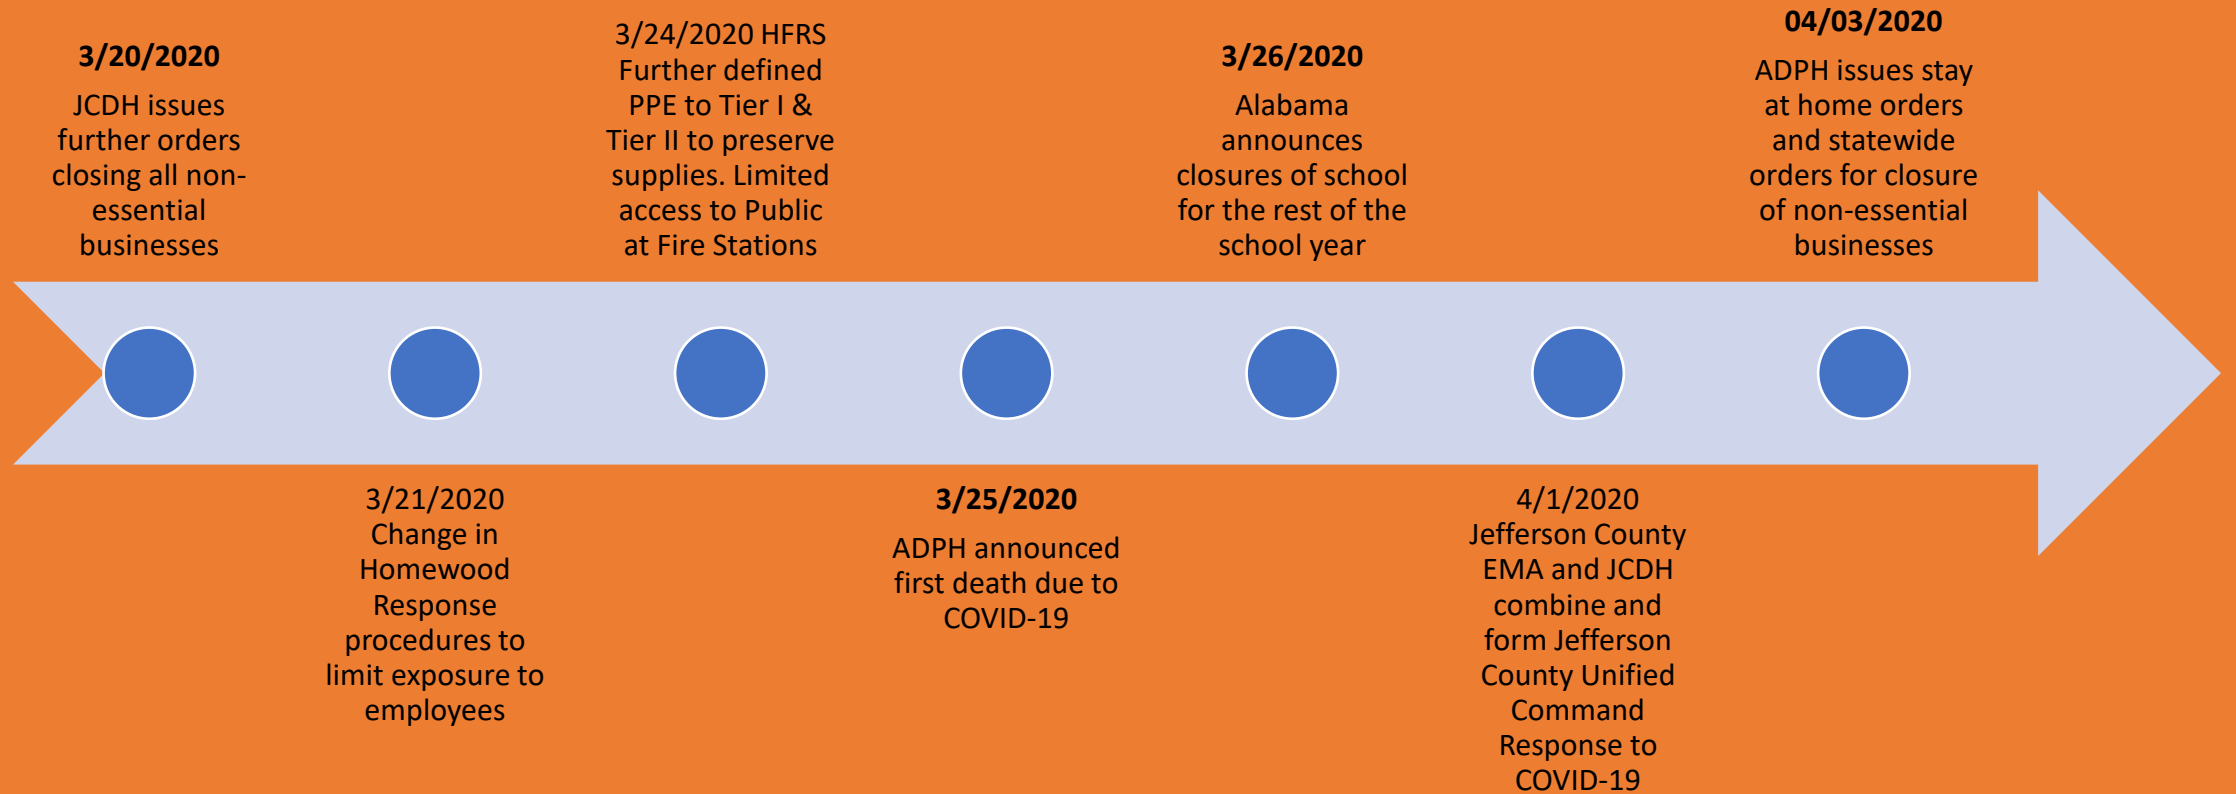 3/20/2020
JCDH issues
further orders
closing all non-
essential
businesses
3/21/2020
Change in
Homewood
Response
procedures to
limit exposure to
employees
3/24/2020 HFRS
Further defined
PPE to Tier I &
Tier II to preserve
supplies. Limited
access to Public
at Fire Stations
3/25/2020
ADPH announced
first death due to
COVID-19
3/26/2020
Alabama
announces
closures of school
for the rest of the
school year
4/1/2020
Jefferson County
EMA and JCDH
combine and
form Jefferson
County Unified
Command
Response to
COVID-19
04/03/2020
ADPH issues stay
at home orders
and statewide
orders for closure
of non-essential
businesses